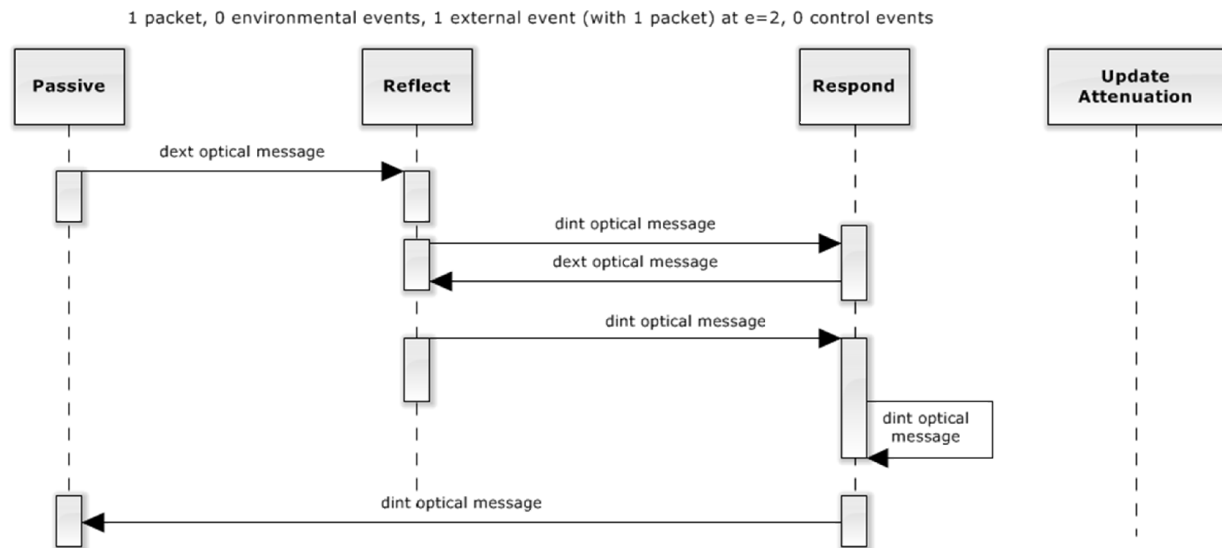 1 packet, 0 environmental events, 1 external event (with 1 packet) at e=2, 0 control events
Passive
Reflect
Respond
Update
Attenuation
dext optical message
dint optical message
dext optical message
dint optical message
dint optical
message
dint optical message